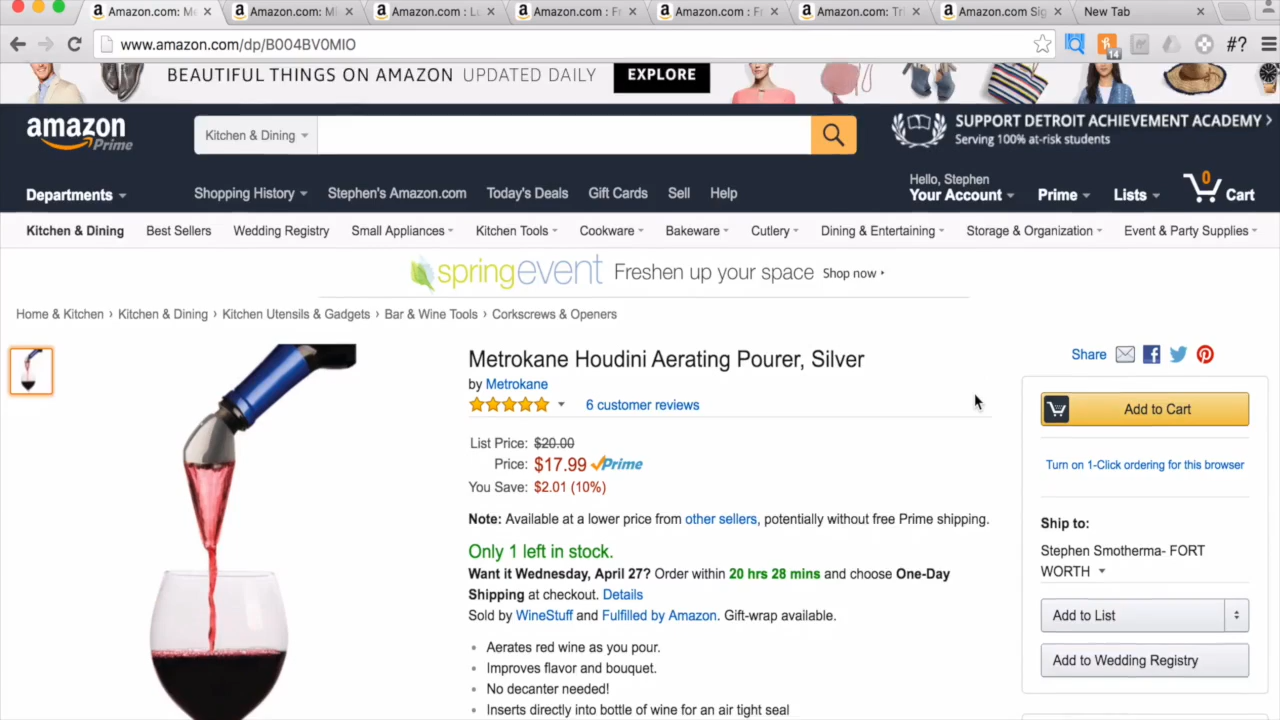 Amazon.com: Me
Amazon.com: Mi
Amazon.com : Le
Amazon.com : Fr
Amazon.com : Fr
Amazon.com: Tri
Amazon.com Sig
New Tab
www.amazon.com/dp/B004BV0MIO
14
#?
BEAUTIFUL THINGS ON AMAZON UPDATED DAILY EXPLORE
amazon Prime
Kitchen & Dining
SUPPORT DETROIT ACHIEVEMENT ACADEMY
Serving 100% at-risk students
Departments
Shopping History
Stephen's Amazon.com
Today's Deals
Gift Cards
Sell
Help
Hello, Stephen
Your Account
Prime
Lists
0
Cart
Kitchen & Dining
Best Sellers
Wedding Registry
Small Appliances
Kitchen Tools
Cookware
Bakeware
Cutlery
Dining & Entertaining
Storage & Organization
Event & Party Supplies
springevent Freshen up your space Shop now
Home & Kitchen › Kitchen & Dining › Kitchen Utensils & Gadgets › Bar & Wine Tools › Corkscrews & Openers
Metrokane Houdini Aerating Pourer, Silver
by Metrokane
6 customer reviews
List Price: $20.00
Price: $17.99 Prime
You Save: $2.01 (10%)
Note: Available at a lower price from other sellers, potentially without free Prime shipping.
Only 1 left in stock.
Want it Wednesday, April 27? Order within 20 hrs 28 mins and choose One-Day
Shipping at checkout. Details
Sold by WineStuff and Fulfilled by Amazon. Gift-wrap available.
• Aerates red wine as you pour.
• Improves flavor and bouquet.
• No decanter needed!
• Inserts directly into bottle of wine for an air tight seal
Share
Add to Cart
Turn on 1-Click ordering for this browser
Ship to:
Stephen Smotherma- FORT
WORTH
Add to List
Add to Wedding Registry